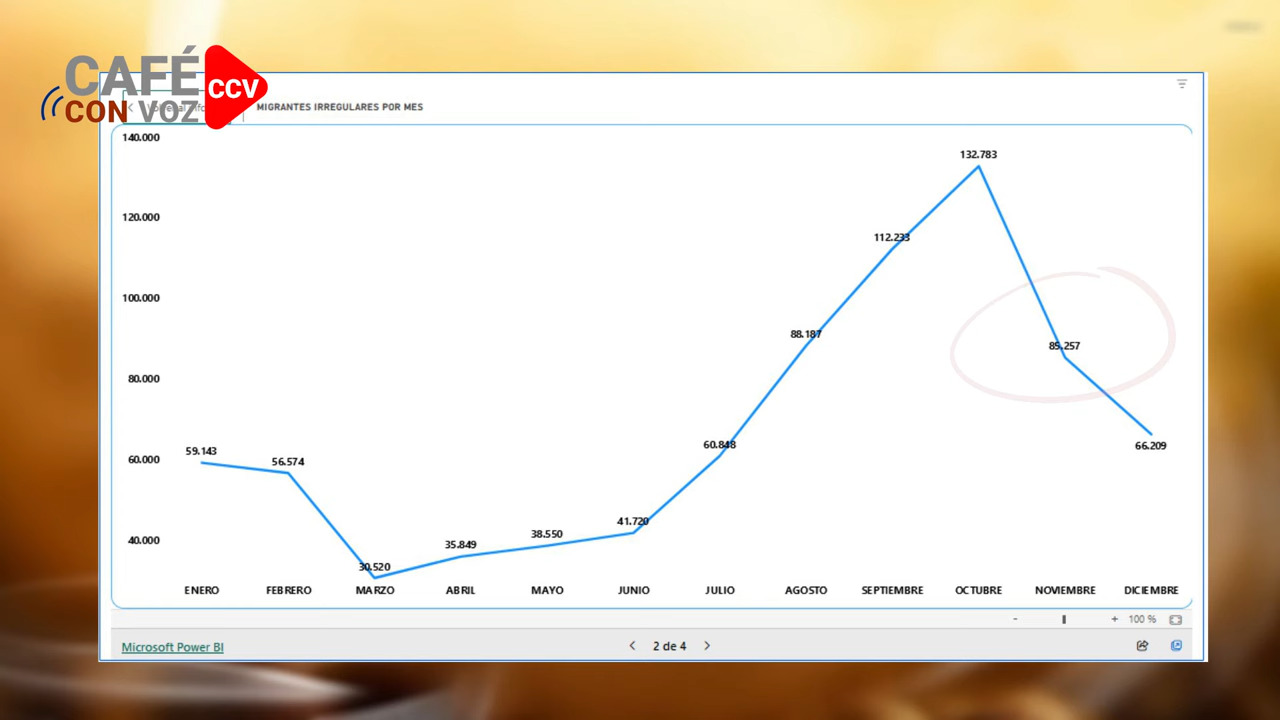 CAFÉ
CON VOZ
CCV
MIGRANTES IRREGULARES POR MES
140.000
132.783
120.000
112.233
100.000
88.187
85.257
80.000
66.209
60.848
60.000
59.143
56.574
41.720
40.000
38.550
35.849
30.520
ENERO FEBRERO MARZO ABRIL MAYO JUNIO JULIO AGOSTO SEPTIEMBRE OCTUBRE NOVIEMBRE DICIEMBRE
- + 100 %
Microsoft Power BI 2 de 4